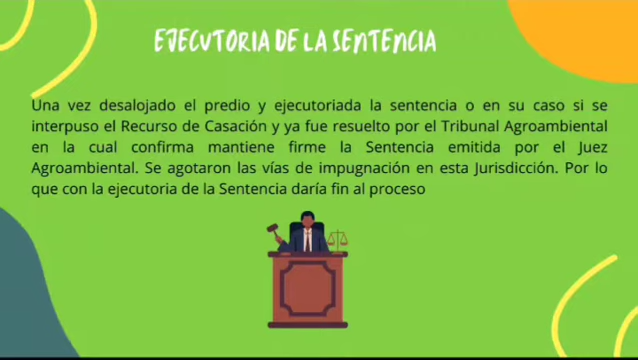 EJECUTORIA DE LA SENTENCIA
Una vez desalojado el predio y ejecutoriada la sentencia o en su caso si se
interpuso el Recurso de Casación y ya fue resuelto por el Tribunal Agroambiental
en la cual confirma mantiene firme la Sentencia emitida por el Juez
Agroambiental. Se agotaron las vías de impugnación en esta Jurisdicción. Por lo
que con la ejecutoria de la Sentencia daría fin al proceso